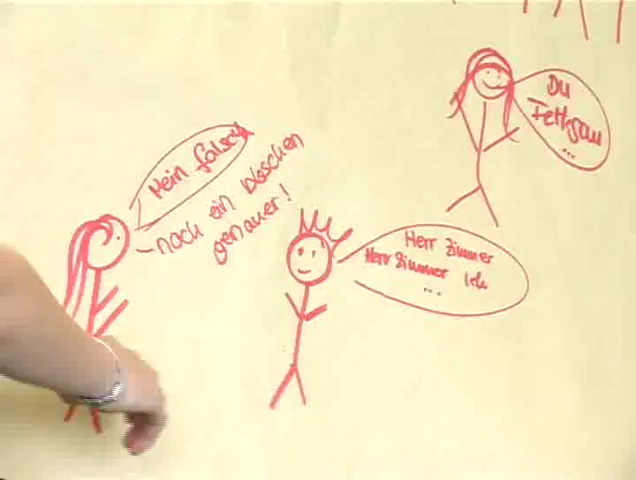 Nein falsch
noch ein bisschen
genauer!
Herr Zimmer
Herr Zimmer Ich
...
Du
Fettsau
...